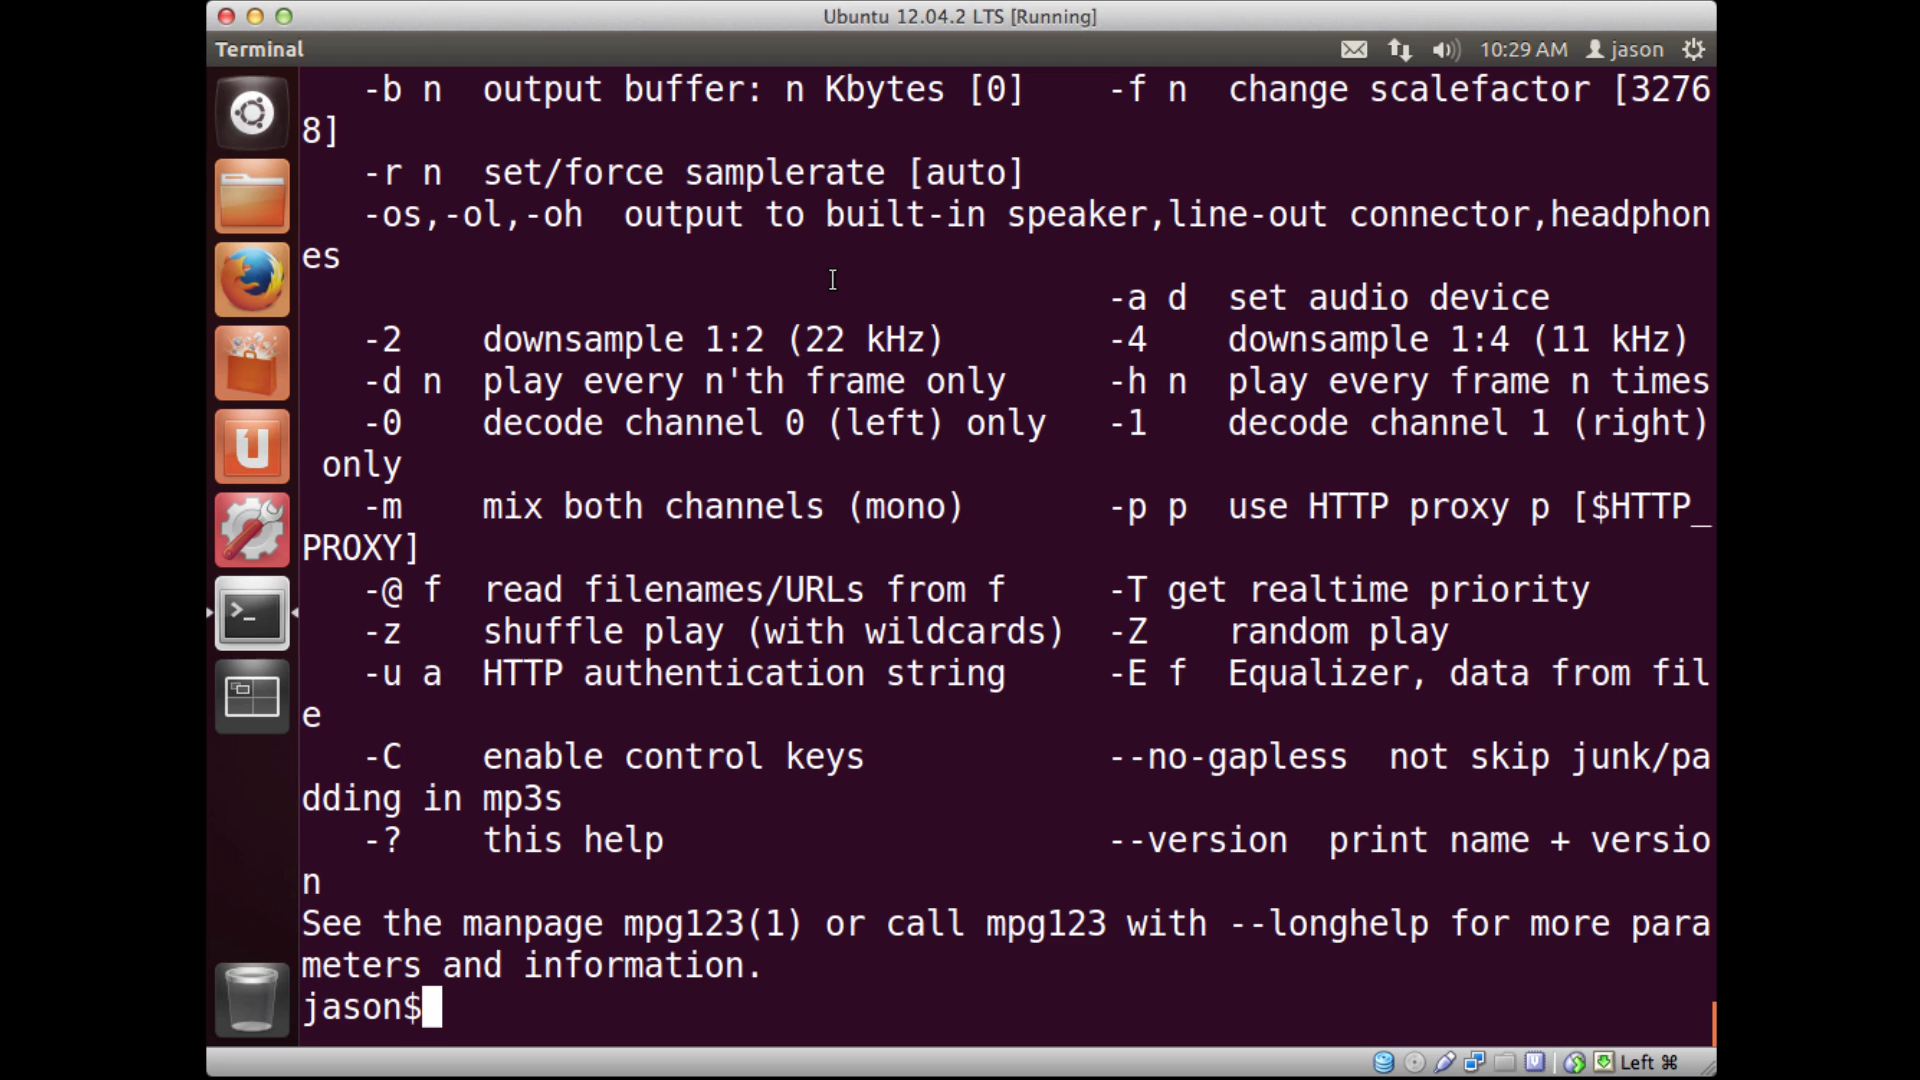 Ubuntu 12.04.2 LTS [Running]
Terminal 10:29 AM jason
-b n  output buffer: n Kbytes [0]    -f n  change scalefactor [3276
8]
-r n  set/force samplerate [auto]
-os,-ol,-oh  output to built-in speaker,line-out connector,headphon
es
-a d  set audio device
-2    downsample 1:2 (22 kHz)        -4    downsample 1:4 (11 kHz)
-d n  play every n'th frame only     -h n  play every frame n times
-0    decode channel 0 (left) only   -1    decode channel 1 (right)
only
-m    mix both channels (mono)       -p p  use HTTP proxy p [$HTTP_
PROXY]
-@ f  read filenames/URLs from f     -T get realtime priority
-z    shuffle play (with wildcards)  -Z    random play
-u a  HTTP authentication string     -E f  Equalizer, data from fil
e
-C    enable control keys            --no-gapless  not skip junk/pa
dding in mp3s
-?    this help                      --version  print name + versio
n
See the manpage mpg123(1) or call mpg123 with --longhelp for more para
meters and information.
jason$
Left ⌘